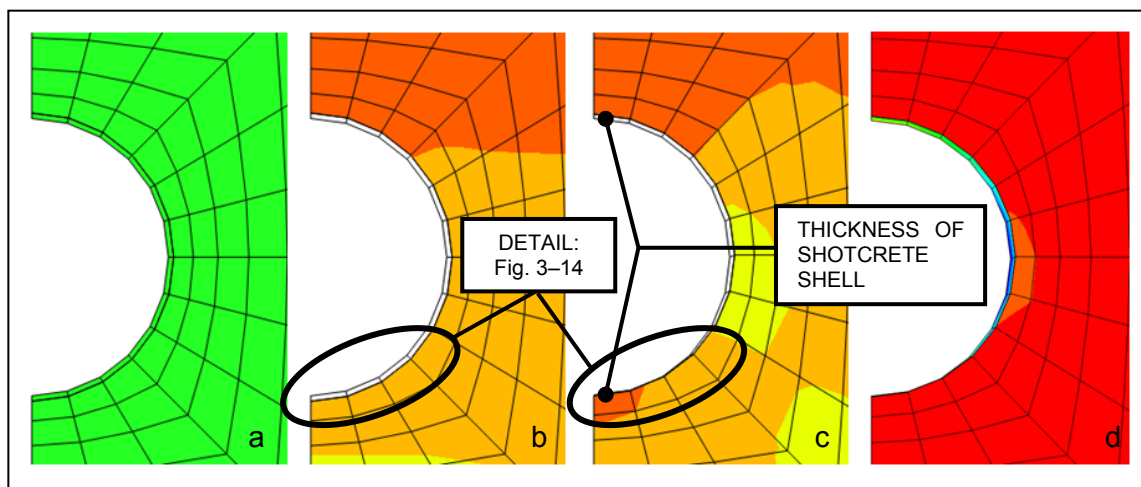 DETAIL:
Fig. 3–14
THICKNESS OF
SHOTCRETE
SHELL
a
b
c
d